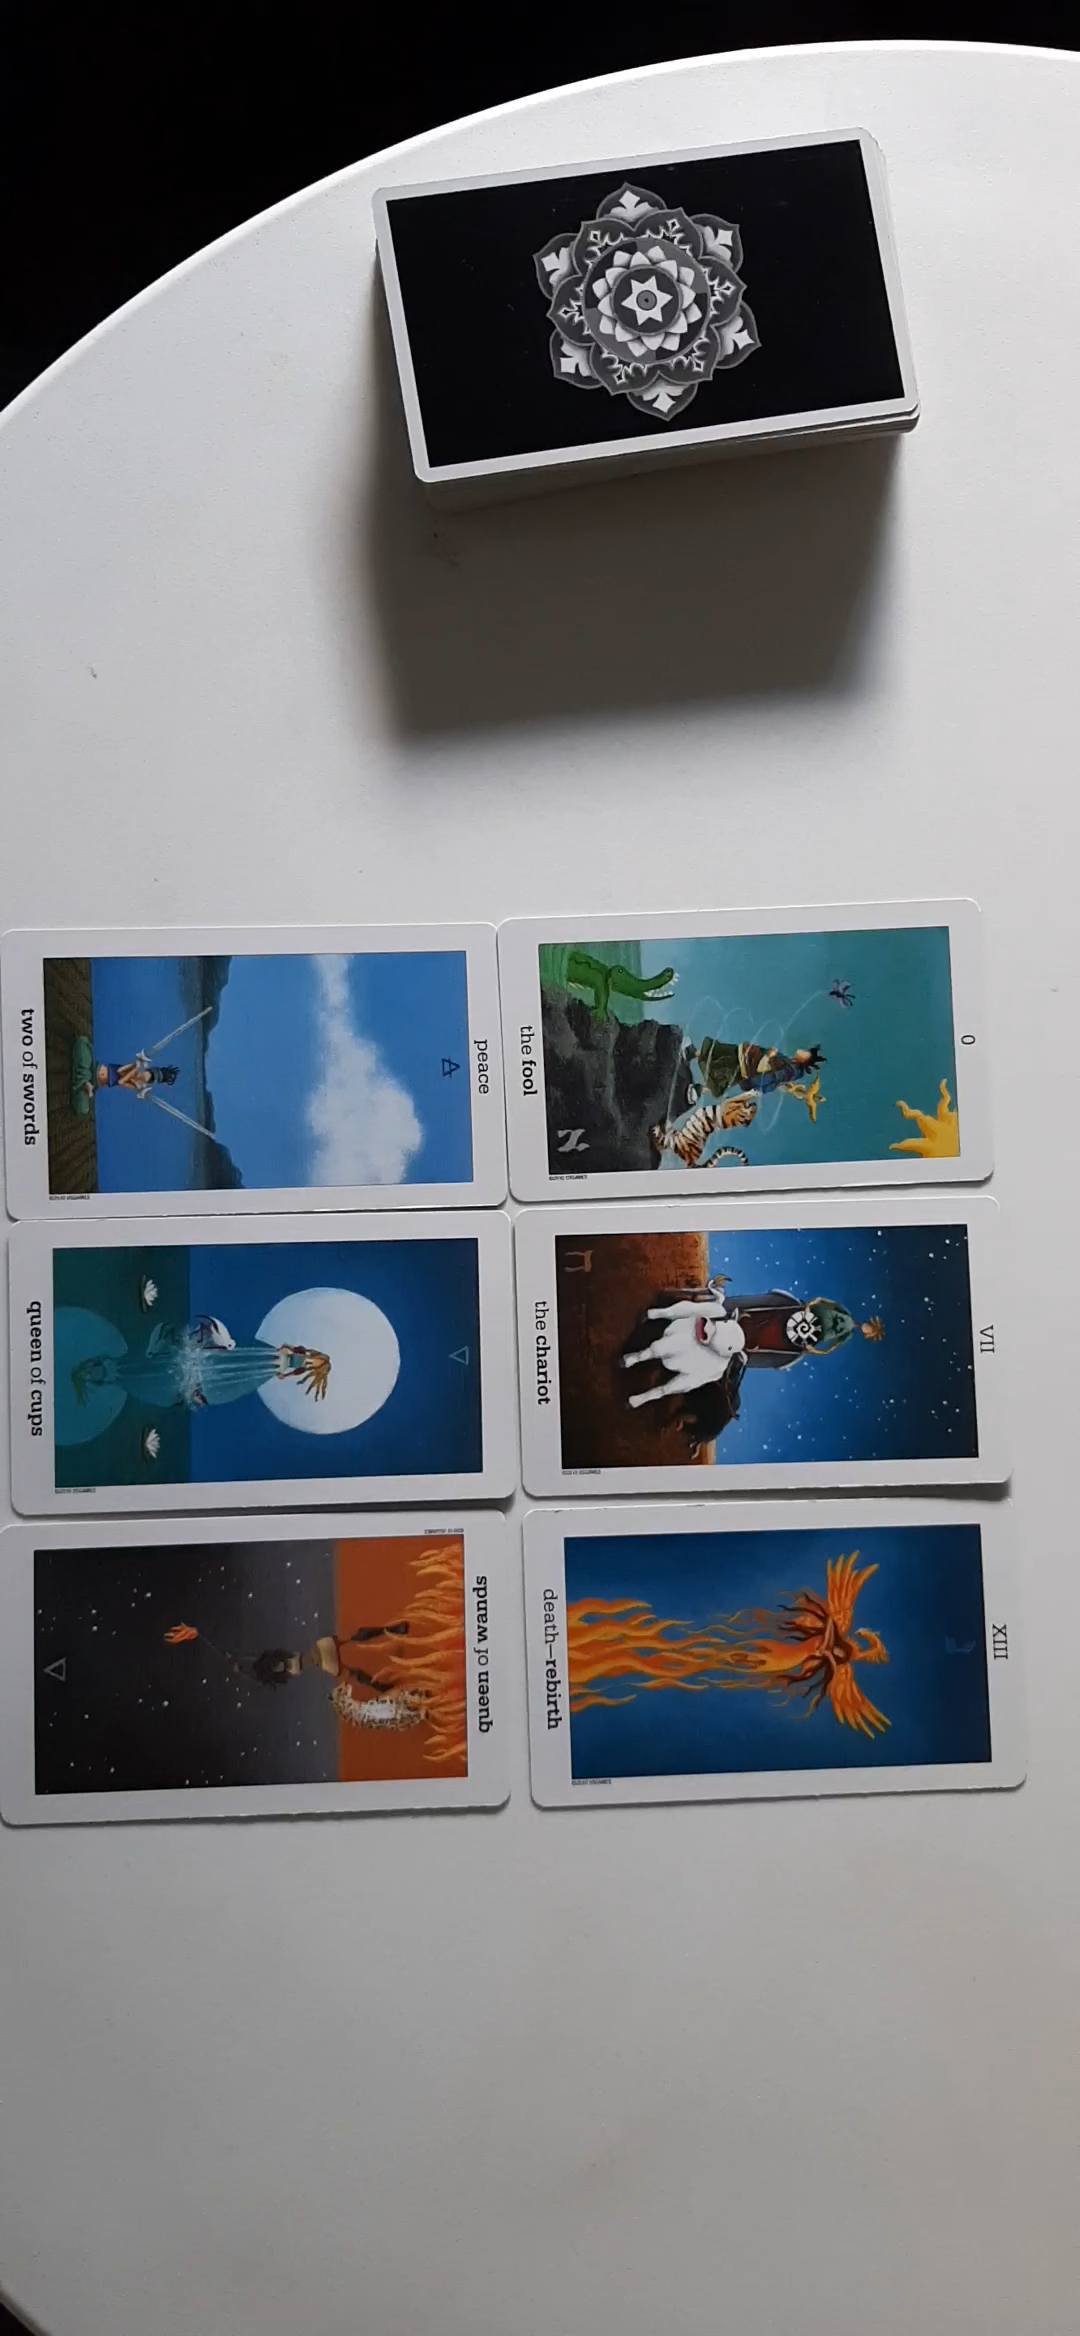 0
the fool
VII
the chariot
XIII
death—rebirth
peace
two of swords
queen of cups
queen of wands